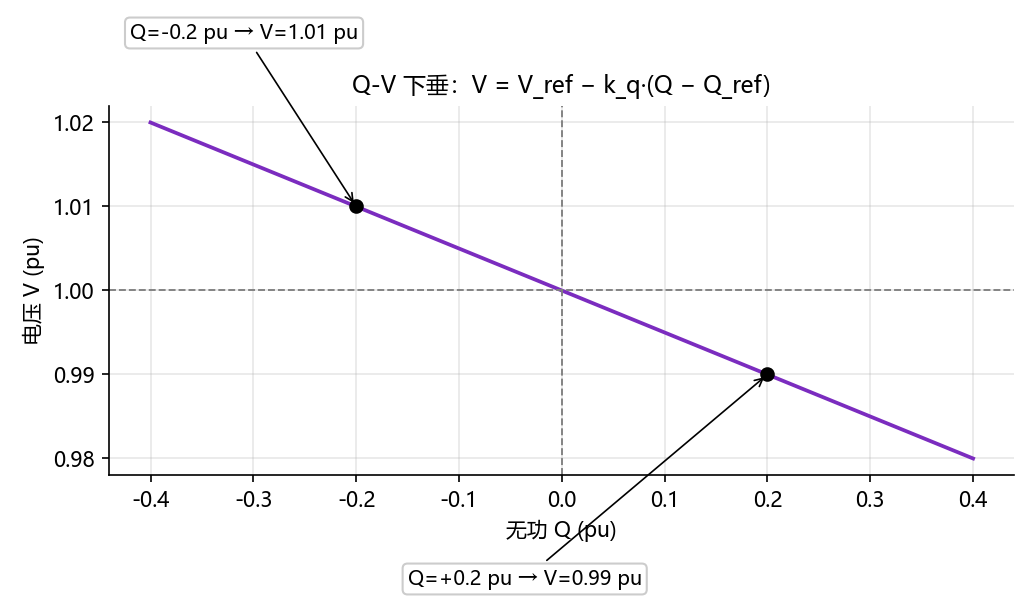 Q=-0.2 pu → V=1.01 pu
Q-V 下垂：V = V_ref − k_q·(Q − Q_ref)
电压 V (pu)
1.02
1.01
1.00
0.99
0.98
-0.4 -0.3 -0.2 -0.1 0.0 0.1 0.2 0.3 0.4
无功 Q (pu)
Q=+0.2 pu → V=0.99 pu